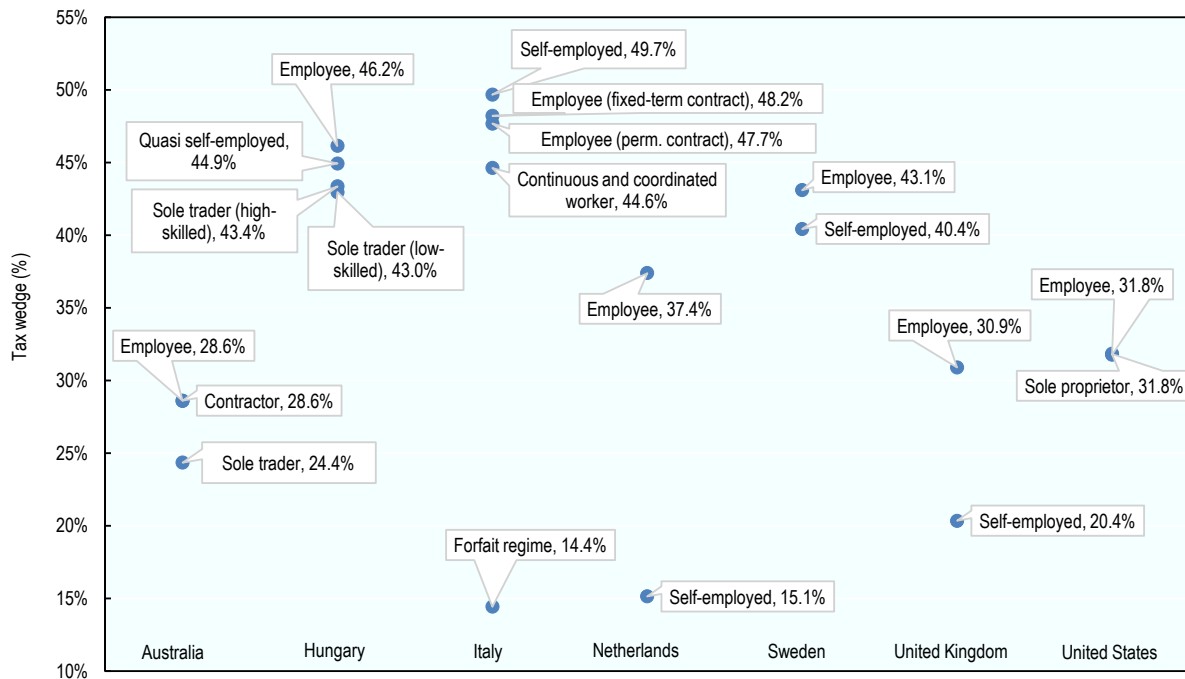 55%
50%
45%
40%
35%
30%
25%
20%
15%
10%
Tax wedge (%)
Employee, 28.6%
Contractor, 28.6%
Sole trader, 24.4%
Employee, 46.2%
Quasi self-employed,
44.9%
Sole trader (high-
skilled), 43.4%
Sole trader (low-
skilled), 43.0%
Self-employed, 49.7%
Employee (fixed-term contract), 48.2%
Employee (perm. contract), 47.7%
Continuous and coordinated
worker, 44.6%
Forfait regime, 14.4%
Employee, 37.4%
Self-employed, 15.1%
Employee, 43.1%
Self-employed, 40.4%
Employee, 30.9%
Self-employed, 20.4%
Employee, 31.8%
Sole proprietor, 31.8%
Australia
Hungary
Italy
Netherlands
Sweden
United Kingdom
United States